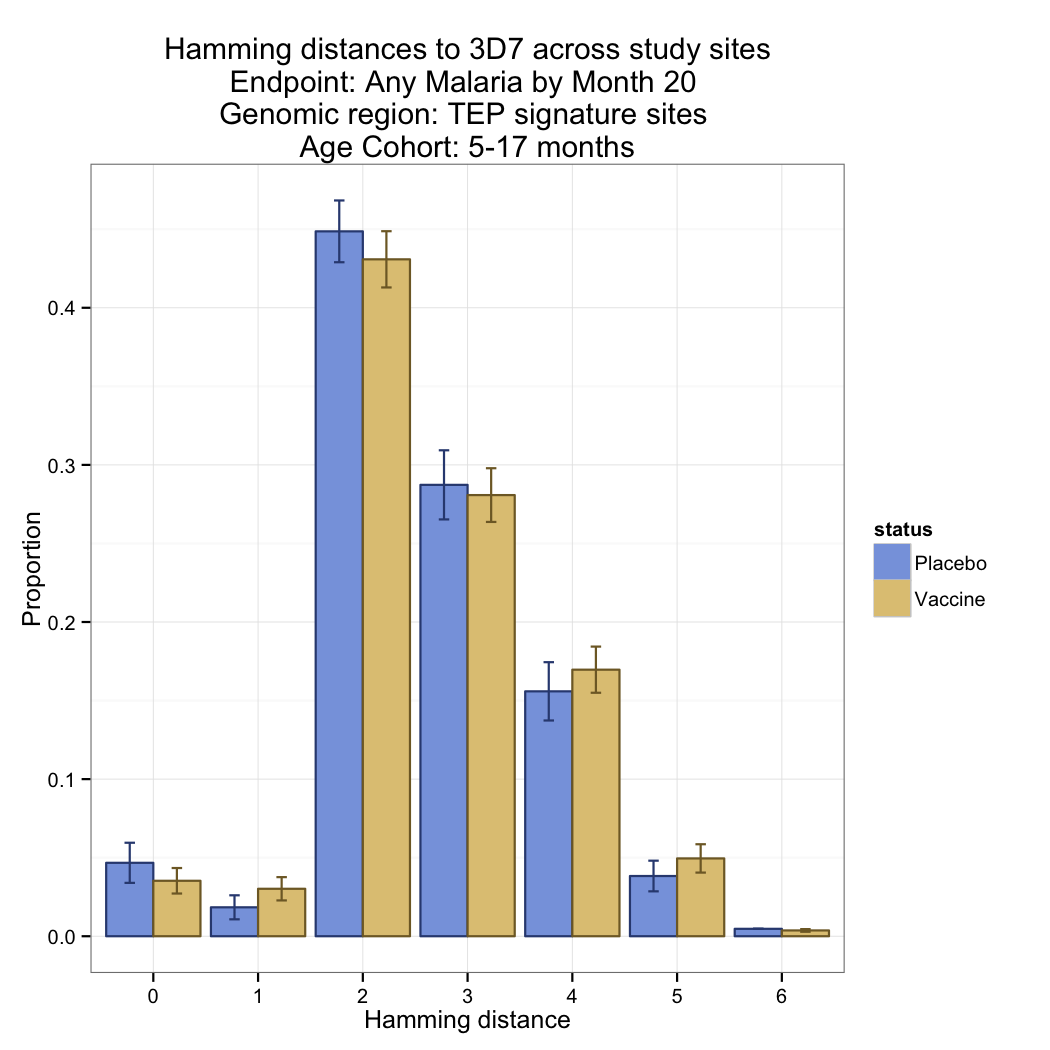 Hamming distances to 3D7 across study sites
Endpoint: Any Malaria by Month 20
Genomic region: TEP signature sites
Age Cohort: 5-17 months
Proportion
0.4
0.3
0.2
0.1
0.0
0 1 2 3 4 5 6
Hamming distance
status
Placebo
Vaccine